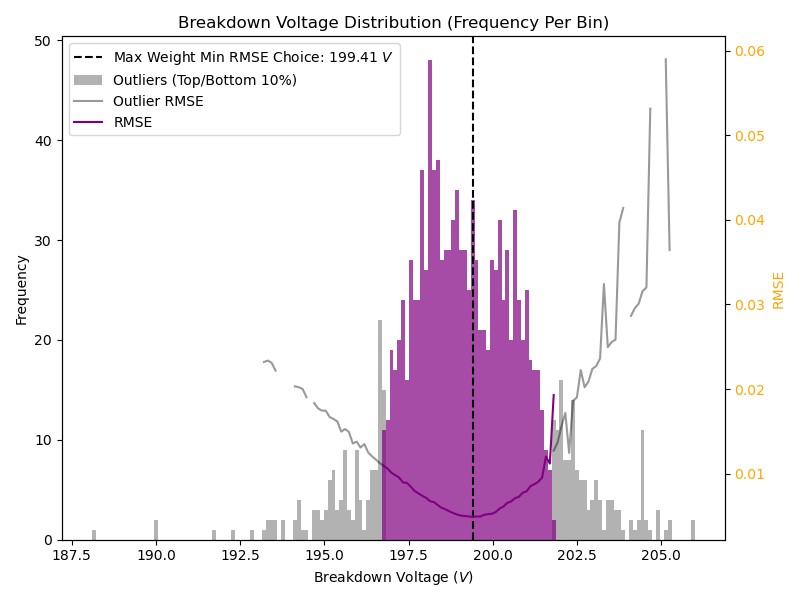 Breakdown Voltage Distribution (Frequency Per Bin)
Max Weight Min RMSE Choice: 199.41 V
Outliers (Top/Bottom 10%)
Outlier RMSE
RMSE
50
40
30
20
10
0
Frequency
0.06
0.05
0.04
0.03
0.02
0.01
RMSE
187.5 190.0 192.5 195.0 197.5 200.0 202.5 205.0
Breakdown Voltage (V)